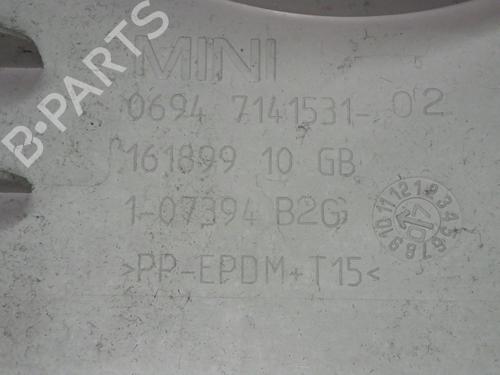 MINI
0694 7141531-02
161899 10 GB
1-07394 B2G
>PP-EPDM+T15<
B-PARTS